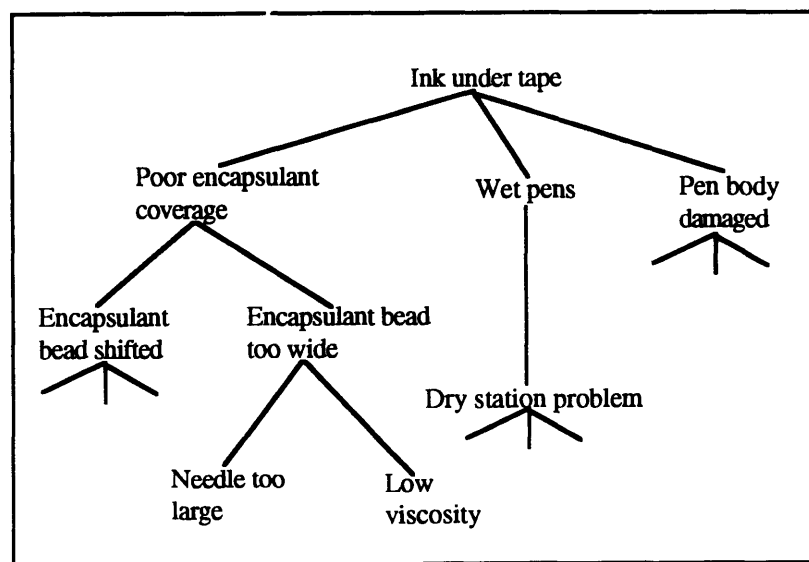 Ink under tape
Poor encapsulant
coverage
Wet pens
Pen body
damaged
Encapsulant
bead shifted
Encapsulant bead
too wide
Dry station problem
Needle too
large
Low
viscosity